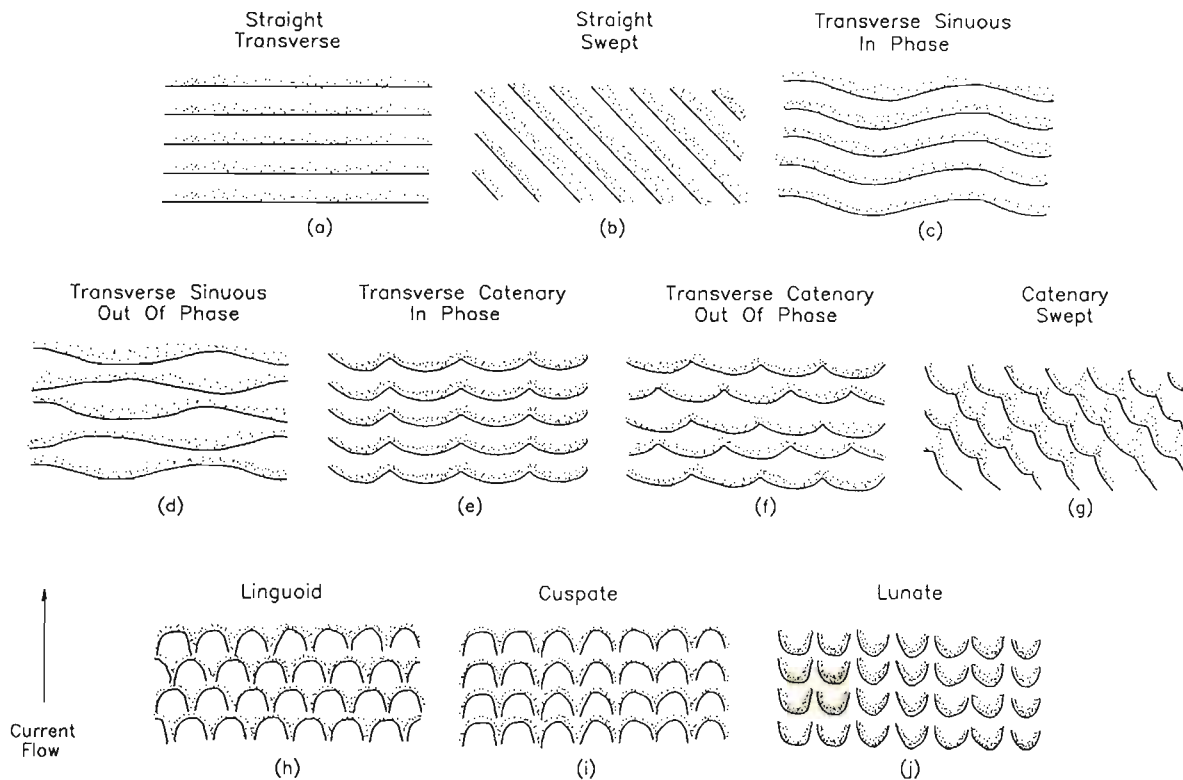 Straight
Transverse
Straight
Swept
Transverse Sinuous
In Phase
(a)
(b)
(c)
Transverse Sinuous
Out Of Phase
Transverse Catenary
In Phase
Transverse Catenary
Out Of Phase
Catenary
Swept
(d)
(e)
(f)
(g)
Linguoid
Cuspate
Lunate
Current
Flow
(h)
(i)
(j)